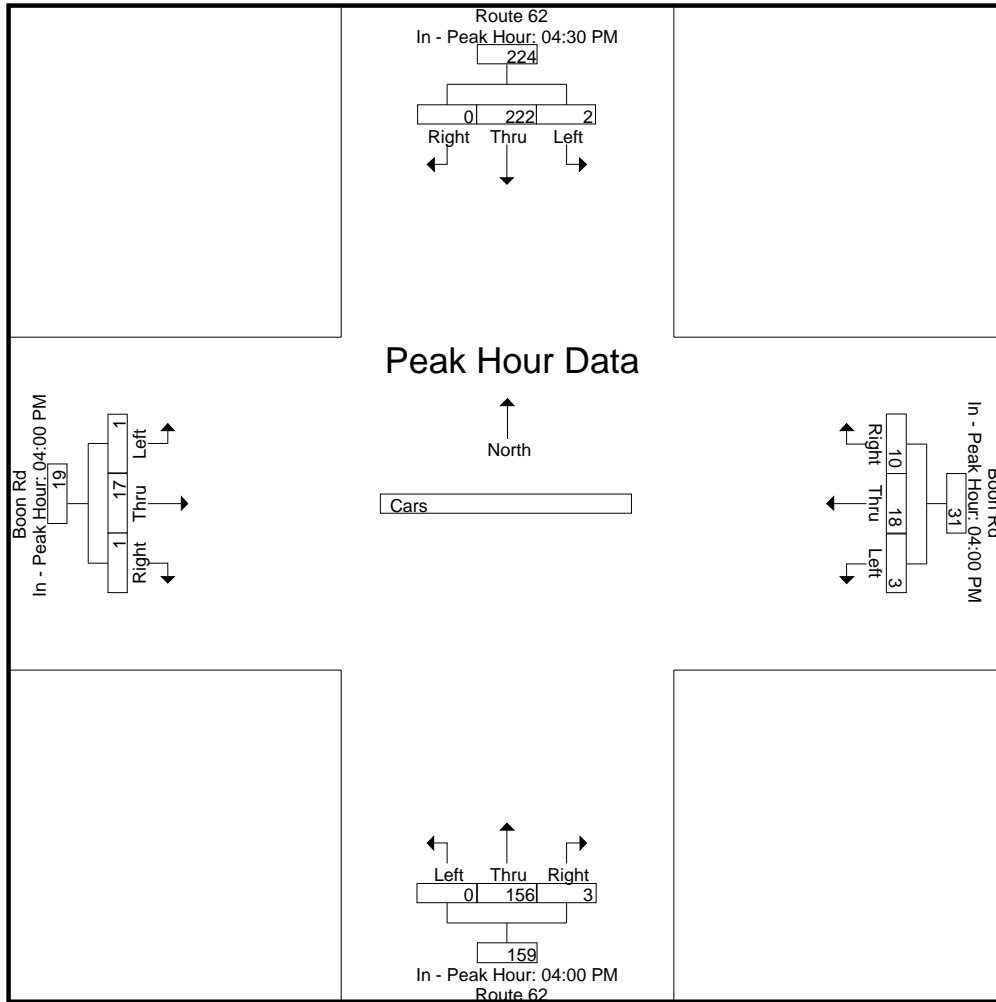 Route 62
In - Peak Hour: 04:30 PM
224
0 222 2
Right Thru Left
Peak Hour Data
North
Cars
Boon Rd
In - Peak Hour: 04:00 PM
19
1 17 1
Left Thru Right
Boon Rd
In - Peak Hour: 04:00 PM
31
10 18 3
Right Thru Left
Left Thru Right
0 156 3
159
In - Peak Hour: 04:00 PM
Route 62